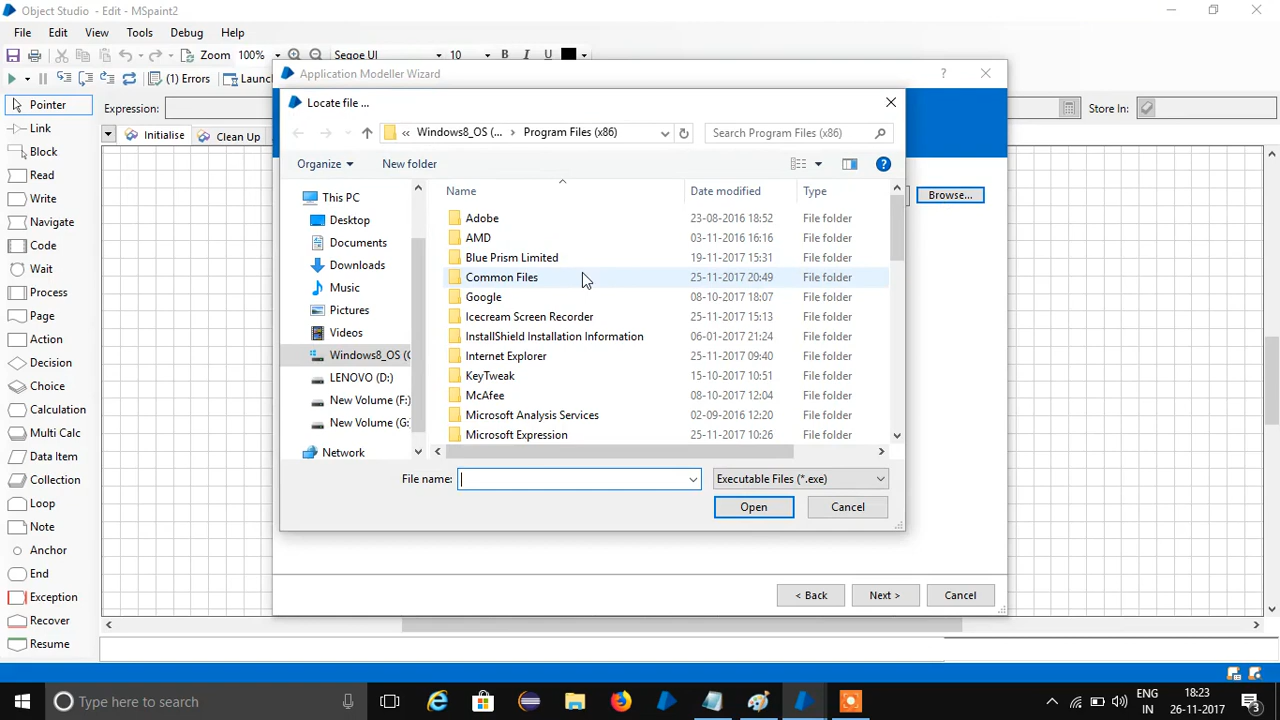 Object Studio - Edit - MSpaint2
File Edit View Tools Debug Help
Zoom 100% Segoe UI 10 B I U
(1) Errors Launc
Expression: Store In:
Pointer
Link
Block
Read
Write
Navigate
Code
Wait
Process
Page
Action
Decision
Choice
Calculation
Multi Calc
Data Item
Collection
Loop
Note
Anchor
End
Exception
Recover
Resume
Initialise Clean Up
Application Modeller Wizard ?
Browse...
Locate file ...
« Windows8_OS (... > Program Files (x86) Search Program Files (x86)
Organize New folder ?
This PC
Desktop
Documents
Downloads
Music
Pictures
Videos
Windows8_OS (C
LENOVO (D:)
New Volume (F:)
New Volume (G:
Network
Name Date modified Type
Adobe 23-08-2016 18:52 File folder
AMD 03-11-2016 16:16 File folder
Blue Prism Limited 19-11-2017 15:31 File folder
Common Files 25-11-2017 20:49 File folder
Google 08-10-2017 18:07 File folder
Icecream Screen Recorder 25-11-2017 15:13 File folder
InstallShield Installation Information 06-01-2017 21:24 File folder
Internet Explorer 25-11-2017 09:40 File folder
KeyTweak 15-10-2017 10:51 File folder
McAfee 08-10-2017 12:04 File folder
Microsoft Analysis Services 02-09-2016 12:20 File folder
Microsoft Expression 25-11-2017 10:26 File folder
File name: Executable Files (*.exe)
Open Cancel
< Back Next > Cancel
Type here to search
ENG
IN
18:23
26-11-2017
3